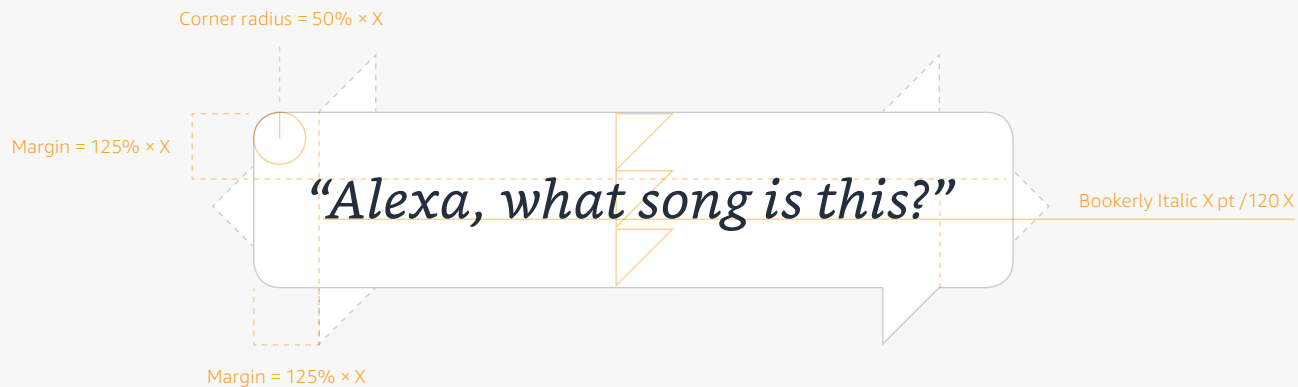 Corner radius = 50% × X
Margin = 125% × X
“Alexa, what song is this?”
Bookerly Italic X pt /120 X
Margin = 125% × X